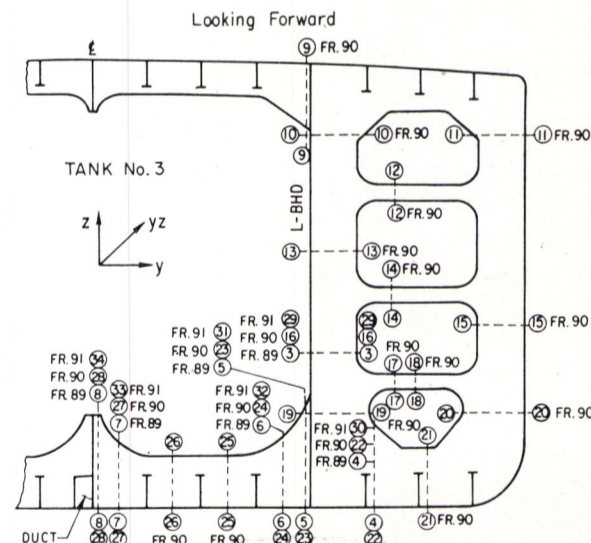 Looking Forward
⑨ FR. 90
℄
⑩ ⑩ FR.90 ⑪ ⑪ FR. 90
⑨
TANK No. 3
⑫
⑫ FR.90
L-BHD
z yz
y
⑬ ⑬ FR.90
⑭ FR.90
FR.91 ㉙ ㉙ ⑭ ⑮ ⑮ FR. 90
FR.91 ㉛
FR.90 ⑯ ⑯
FR.90 ㉓
FR.89 ③ ③ FR. 90
FR.89 ⑤
FR.91 ㉞
⑰ ⑱ FR.90
FR.90 ㉘
FR.89 ⑧
㉝ FR.91
㉗ FR.90
⑦ FR.89
FR.91 ㉜
FR.90 ㉔
FR.89 ⑥
⑰ ⑱
⑲ ⑲ ⑳ ⑳ FR. 90
FR.90
㉑
㉖ ㉕
FR.91 ㉚
FR.90 ㉒
FR.89 ④
DUCT
⑧ ⑦ ㉖ ㉕ ⑥ ⑤ ④ ㉑ FR.90
㉘ ㉗ FR.90 FR.90 ㉔ ㉓ ㉒